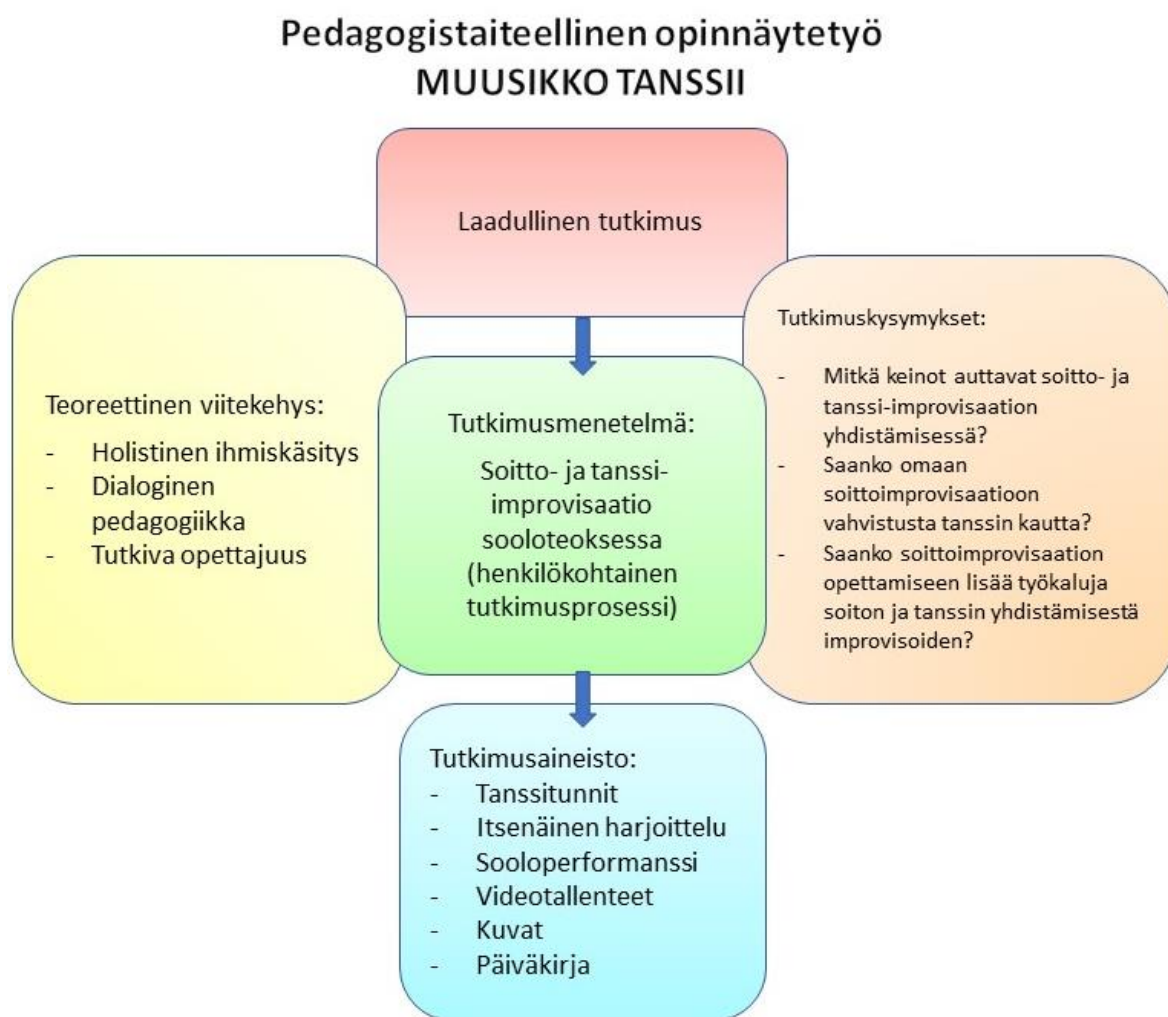 Pedagogistaiteellinen opinnäytetyö
MUUSIKKO TANSSII
Laadullinen tutkimus
Teoreettinen viitekehys:
- Holistinen ihmiskäsitys
- Dialoginen
pedagogiikka
- Tutkiva opettajuus
Tutkimusmenetelmä:
Soitto- ja tanssi-
improvisaatio
sooloteoksessa
(henkilökohtainen
tutkimusprosessi)
Tutkimuskysymykset:
- Mitkä keinot auttavat soitto- ja
tanssi-improvisaation
yhdistämisessä?
- Saanko omaan
soittoimprovisaatioon
vahvistusta tanssin kautta?
- Saanko soittoimprovisaation
opettamiseen lisää työkaluja
soiton ja tanssin yhdistämisestä
improvisoiden?
Tutkimusaineisto:
- Tanssitunnit
- Itsenäinen harjoittelu
- Sooloperformanssi
- Videotallenteet
- Kuvat
- Päiväkirja